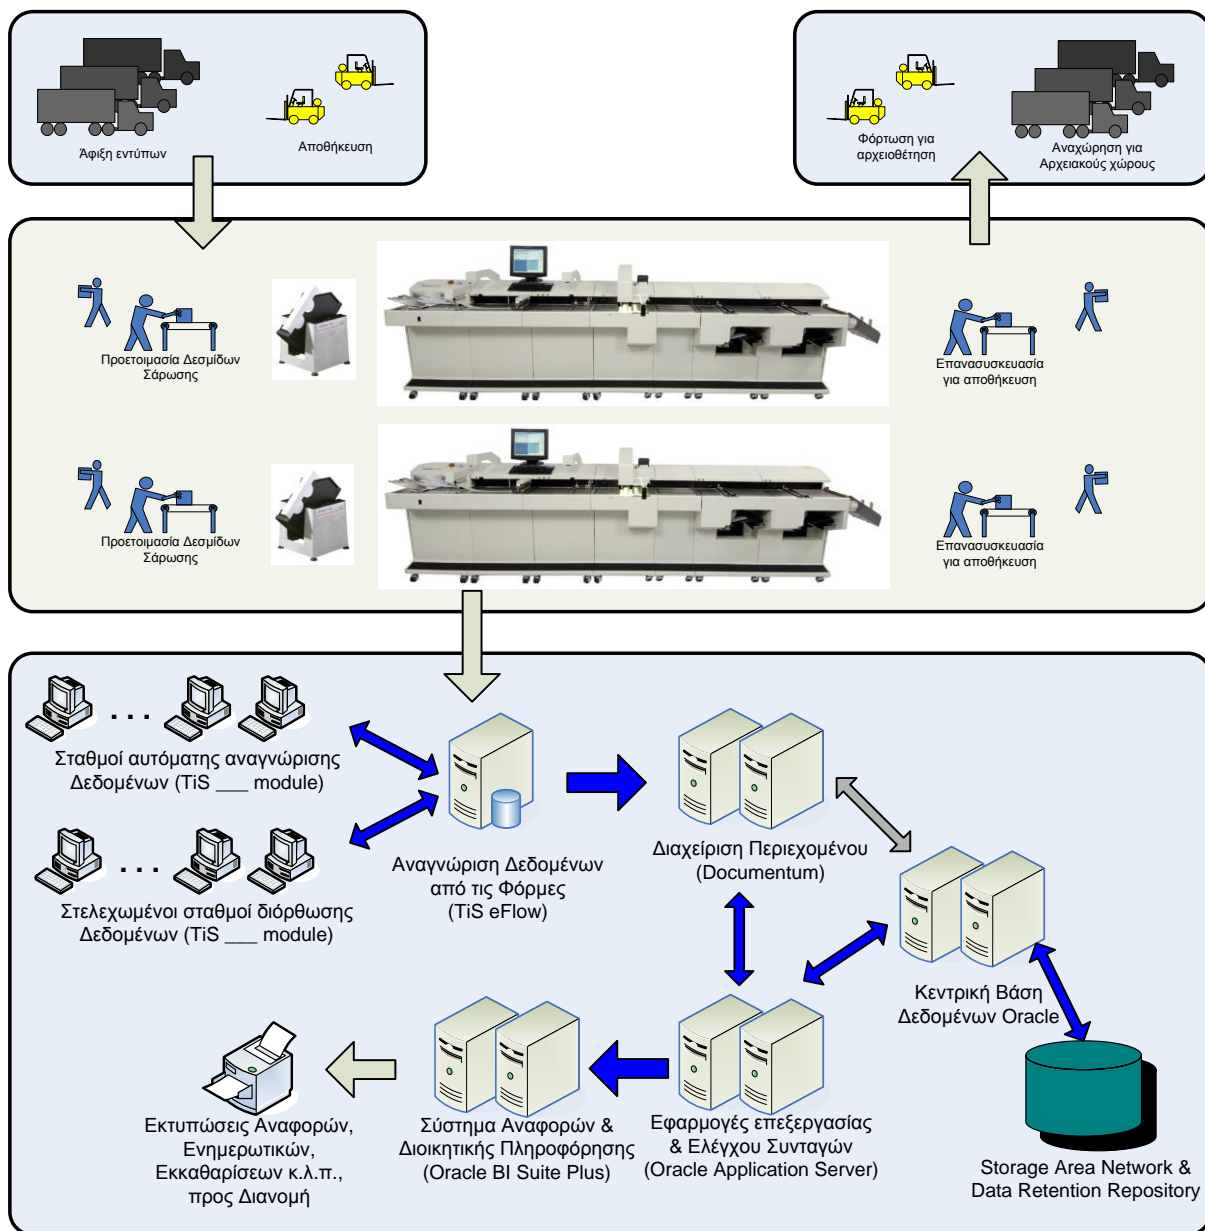 Άφιξη εντύπων
Αποθήκευση
Φόρτωση για
αρχειοθέτηση
Αναχώρηση για
Αρχειακούς χώρους
Προετοιμασία Δεσμίδων
Σάρωσης
Επανασυσκευασία
για αποθήκευση
Προετοιμασία Δεσμίδων
Σάρωσης
Επανασυσκευασία
για αποθήκευση
. . .
Σταθμοί αυτόματης αναγνώρισης
Δεδομένων (TiS ___ module)
. . .
Στελεχωμένοι σταθμοί διόρθωσης
Δεδομένων (TiS ___ module)
Αναγνώριση Δεδομένων
από τις Φόρμες
(TiS eFlow)
Διαχείριση Περιεχομένου
(Documentum)
Κεντρική Βάση
Δεδομένων Oracle
Εκτυπώσεις Αναφορών,
Ενημερωτικών,
Εκκαθαρίσεων κ.λ.π.,
προς Διανομή
Σύστημα Αναφορών &
Διοικητικής Πληροφόρησης
(Oracle BI Suite Plus)
Εφαρμογές επεξεργασίας
& Ελέγχου Συνταγών
(Oracle Application Server)
Storage Area Network &
Data Retention Repository